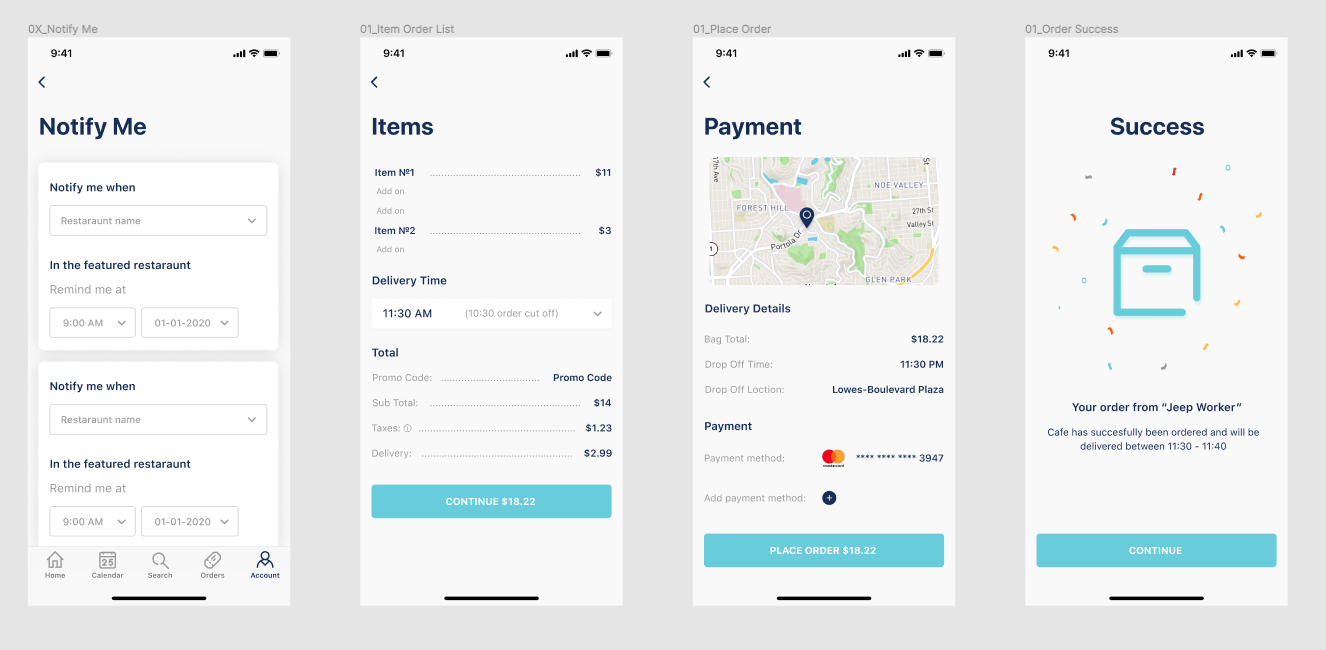 0X_Notify Me
9:41
Notify Me
Notify me when
Restaraunt name
In the featured restaraunt
Remind me at
9:00 AM 01-01-2020
Notify me when
Restaraunt name
In the featured restaraunt
Remind me at
9:00 AM 01-01-2020
25
Home Calendar Search Orders Account
01_Item Order List
9:41
Items
Item №1 $11
Add on
Add on
Item №2 $3
Add on
Delivery Time
11:30 AM (10:30 order cut off)
Total
Promo Code: Promo Code
Sub Total: $14
Taxes: $1.23
Delivery: $2.99
CONTINUE $18.22
01_Place Order
9:41
Payment
17th Ave
St
NOE VALLEY
FOREST HILL
27th St
Valley St
Portola Dr
1
GLEN PARK
Delivery Details
Bag Total: $18.22
Drop Off Time: 11:30 PM
Drop Off Loction: Lowes-Boulevard Plaza
Payment
Payment method: mastercard **** **** **** 3947
Add payment method:
PLACE ORDER $18.22
01_Order Success
9:41
Success
Your order from “Jeep Worker”
Cafe has succesfully been ordered and will be
delivered between 11:30 - 11:40
CONTINUE